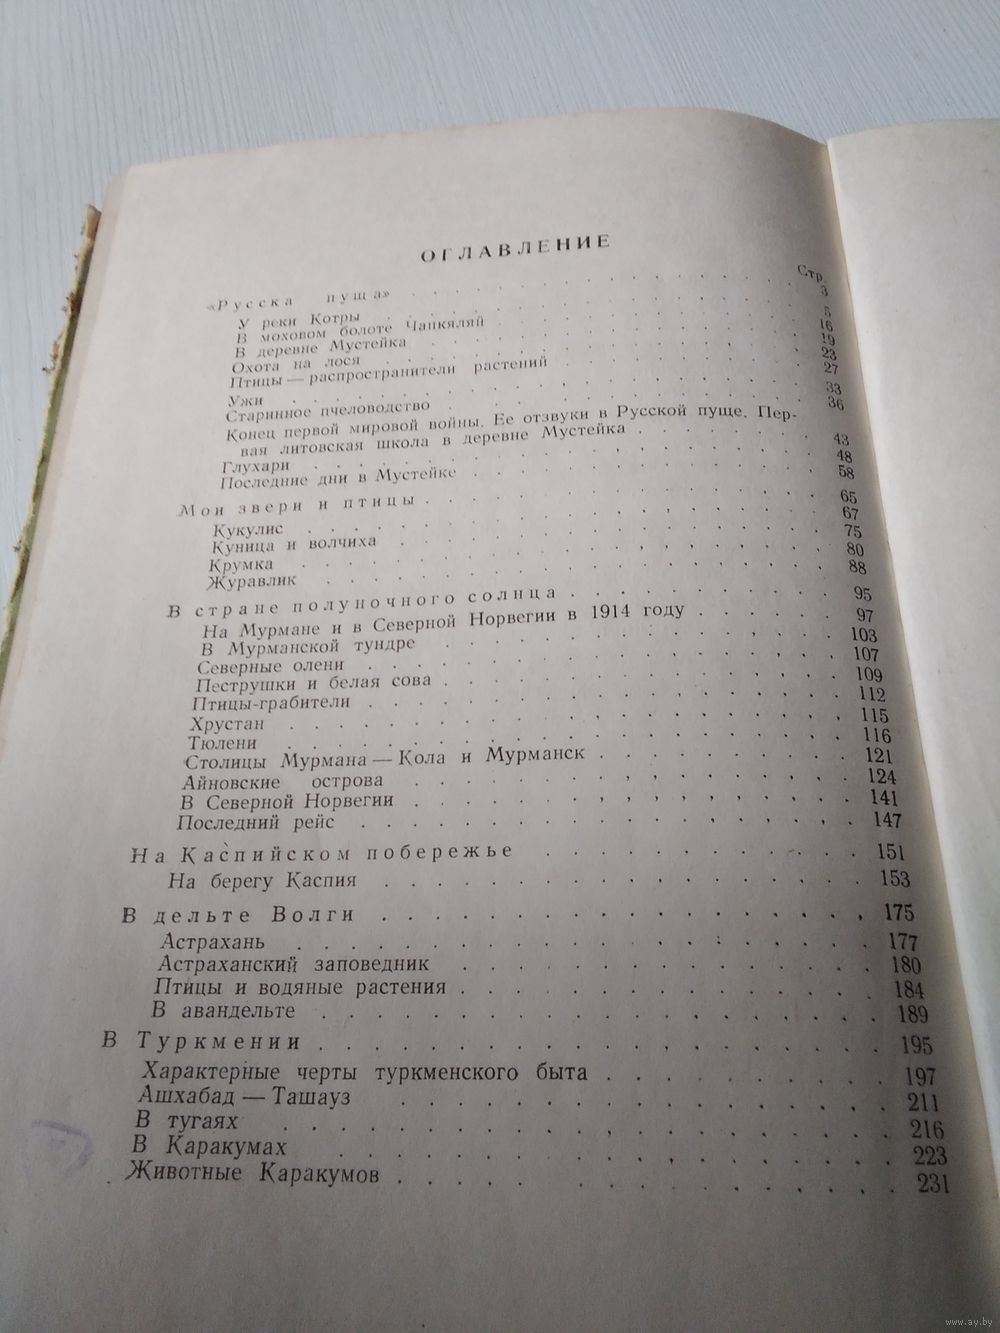 ОГЛАВЛЕНИЕ
Стр.
«Русска пуща» 3
У реки Котры 5
В моховом болоте Чапкяляй 16
В деревне Мустейка 19
Охота на лося 23
Птицы — распространители растений 27
Ужи 33
Старинное пчеловодство 36
Конец первой мировой войны. Ее отзвуки в Русской пуще. Пер-
вая литовская школа в деревне Мустейка 43
Глухари 48
Последние дни в Мустейке 58
Мои звери и птицы 65
Кукулис 67
Куница и волчиха 75
Крумка 80
Журавлик 88
В стране полуночного солнца 95
На Мурмане и в Северной Норвегии в 1914 году 97
В Мурманской тундре 103
Северные олени 107
Пеструшки и белая сова 109
Птицы-грабители 112
Хрустан 115
Тюлени 116
Столицы Мурмана — Кола и Мурманск 121
Айновские острова 124
В Северной Норвегии 141
Последний рейс 147
На Каспийском побережье 151
На берегу Каспия 153
В дельте Волги 175
Астрахань 177
Астраханский заповедник 180
Птицы и водяные растения 184
В авандельте 189
В Туркмении 195
Характерные черты туркменского быта 197
Ашхабад — Ташауз 211
В тугаях 216
В Каракумах 223
Животные Каракумов 231
www.ay.by